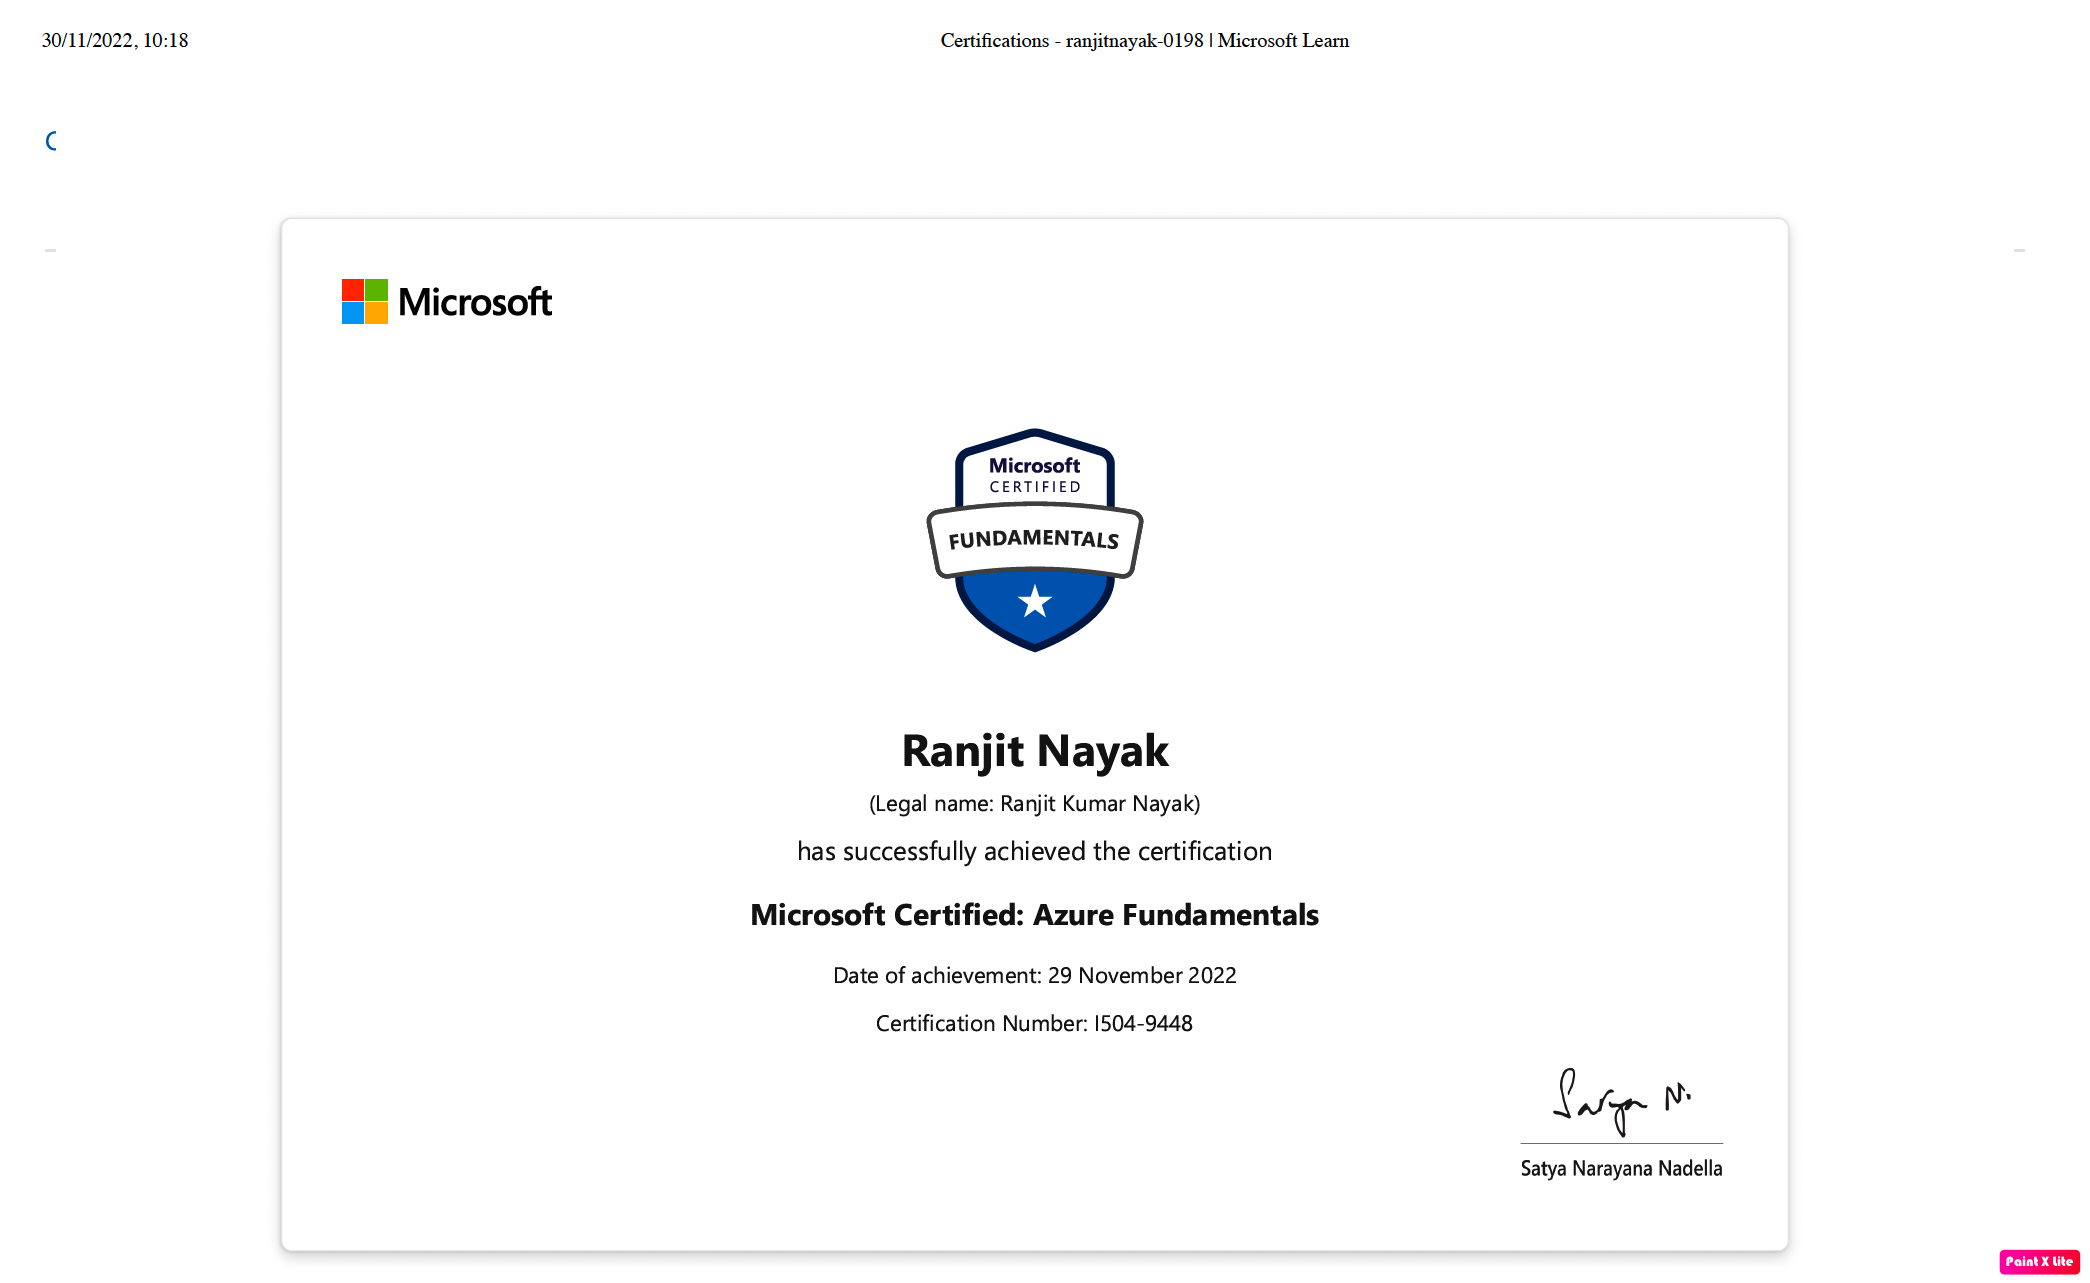 30/11/2022, 10:18
Certifications - ranjitnayak-0198 | Microsoft Learn
Microsoft
Microsoft
CERTIFIED
FUNDAMENTALS
Ranjit Nayak
(Legal name: Ranjit Kumar Nayak)
has successfully achieved the certification
Microsoft Certified: Azure Fundamentals
Date of achievement: 29 November 2022
Certification Number: I504-9448
Satya N.
Satya Narayana Nadella
Paint X Lite